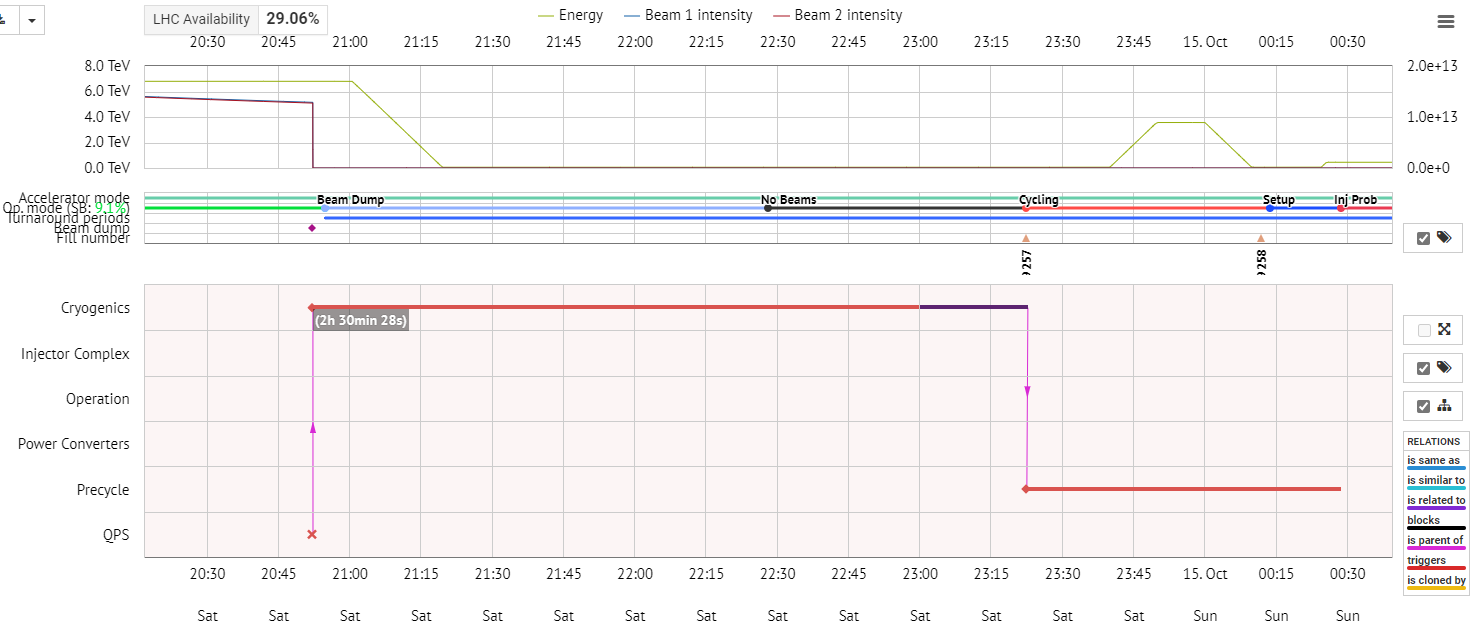 LHC Availability 29.06%
Energy Beam 1 intensity Beam 2 intensity
20:30 20:45 21:00 21:15 21:30 21:45 22:00 22:15 22:30 22:45 23:00 23:15 23:30 23:45 15. Oct 00:15 00:30
8.0 TeV 2.0e+13
6.0 TeV
4.0 TeV 1.0e+13
2.0 TeV
0.0 TeV 0.0e+0
Accelerator mode
Beam Dump No Beams Cycling Setup Inj Prob
Op. mode (SB: 9.1%)
Turnaround periods
Beam dump
Fill number
9257 9258
Cryogenics
(2h 30min 28s)
Injector Complex
Operation
Power Converters
Precycle
QPS
RELATIONS
is same as
is similar to
is related to
blocks
is parent of
triggers
is cloned by
20:30 20:45 21:00 21:15 21:30 21:45 22:00 22:15 22:30 22:45 23:00 23:15 23:30 23:45 15. Oct 00:15 00:30
Sat Sat Sat Sat Sat Sat Sat Sat Sat Sat Sat Sat Sat Sat Sun Sun Sun